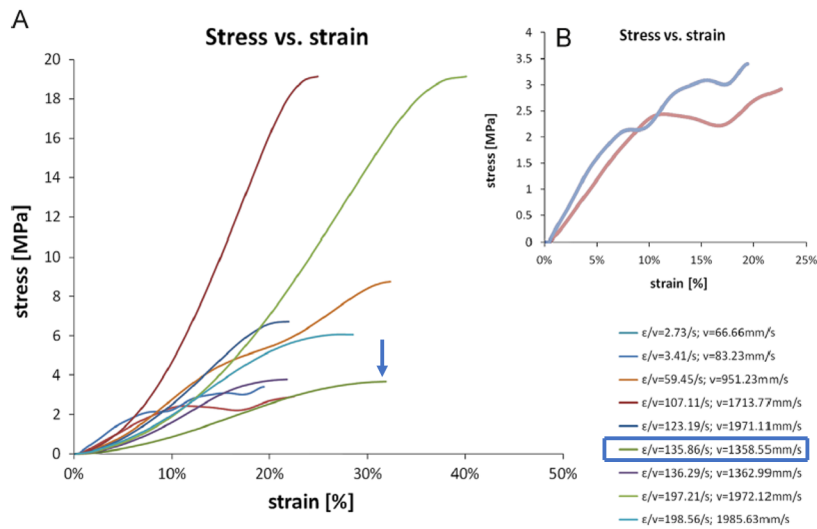 A
Stress vs. strain
20
18
16
14
12
10
8
6
4
2
0
stress [MPa]
0%
10%
20%
30%
40%
50%
strain [%]
B
Stress vs. strain
4
3.5
3
2.5
2
1.5
1
0.5
0
stress [MPa]
0%
5%
10%
15%
20%
25%
strain [%]
ε/v=2.73/s; v=66.66mm/s
ε/v=3.41/s; v=83.23mm/s
ε/v=59.45/s; v=951.23mm/s
ε/v=107.11/s; v=1713.77mm/s
ε/v=123.19/s; v=1971.11mm/s
ε/v=135.86/s; v=1358.55mm/s
ε/v=136.29/s; v=1362.99mm/s
ε/v=197.21/s; v=1972.12mm/s
ε/v=198.56/s; 1985.63mm/s